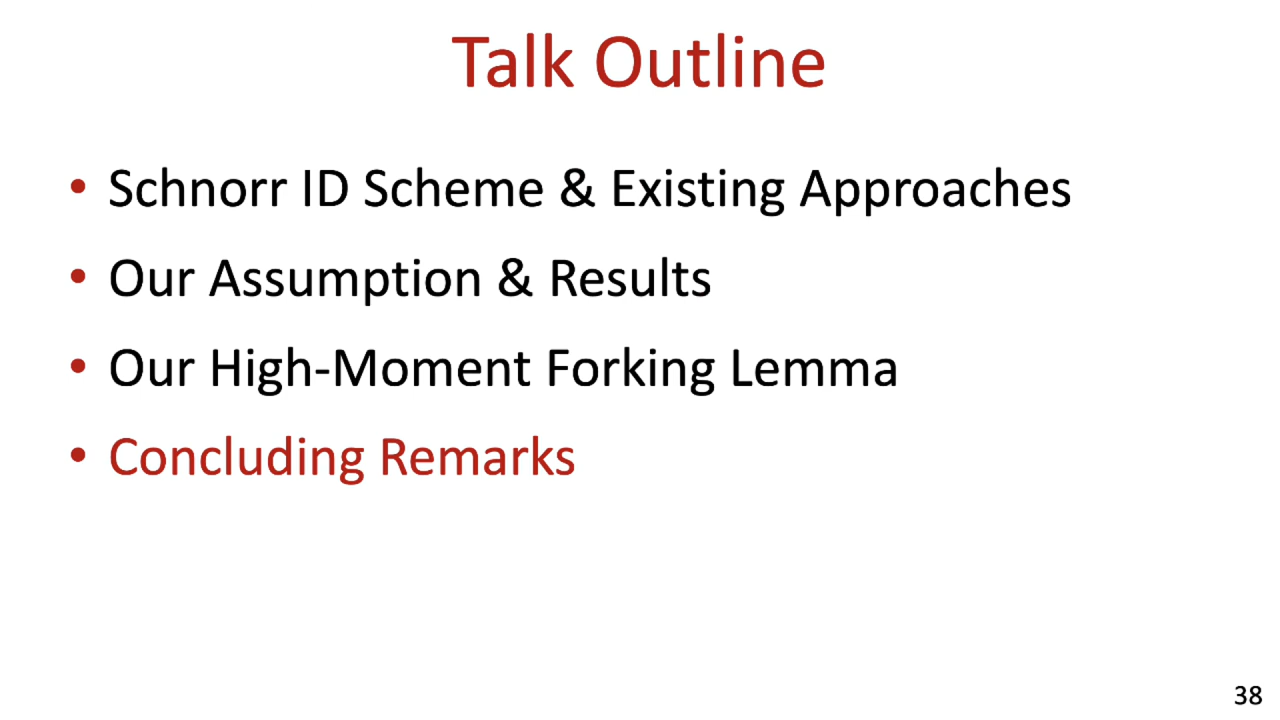 Talk Outline
• Schnorr ID Scheme & Existing Approaches
• Our Assumption & Results
• Our High-Moment Forking Lemma
• Concluding Remarks
38